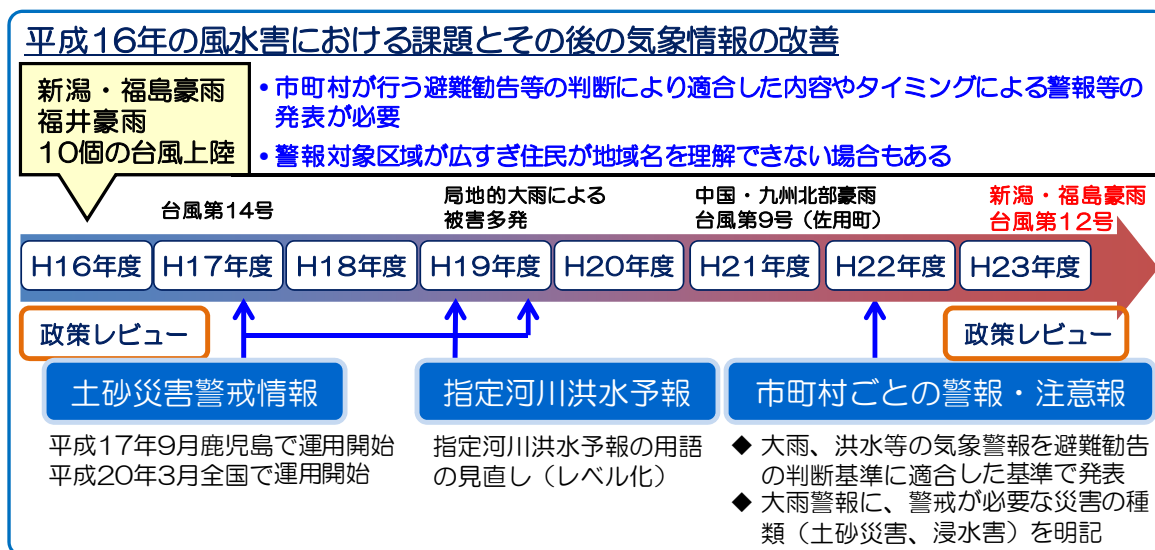 平成16年の風水害における課題とその後の気象情報の改善
新潟・福島豪雨
福井豪雨
10個の台風上陸
•市町村が行う避難勧告等の判断により適合した内容やタイミングによる警報等の
発表が必要
•警報対象区域が広すぎ住民が地域名を理解できない場合もある
台風第14号
局地的大雨による
被害多発
中国・九州北部豪雨
台風第9号（佐用町）
新潟・福島豪雨
台風第12号
H16年度
H17年度
H18年度
H19年度
H20年度
H21年度
H22年度
H23年度
政策レビュー
政策レビュー
土砂災害警戒情報
平成17年9月鹿児島で運用開始
平成20年3月全国で運用開始
指定河川洪水予報
指定河川洪水予報の用語
の見直し（レベル化）
市町村ごとの警報・注意報
◆ 大雨、洪水等の気象警報を避難勧告
の判断基準に適合した基準で発表
◆ 大雨警報に、警戒が必要な災害の種
類（土砂災害、浸水害）を明記